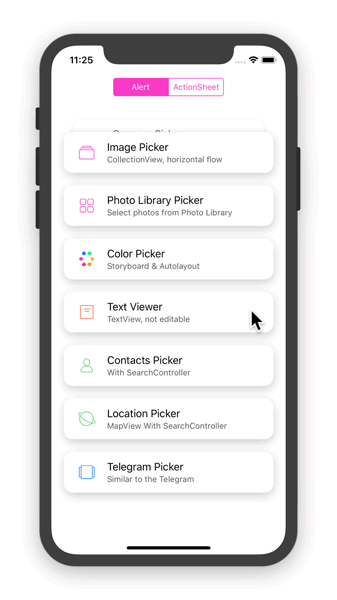 11:25
Alert
ActionSheet
Image Picker
CollectionView, horizontal flow
Photo Library Picker
Select photos from Photo Library
Color Picker
Storyboard & Autolayout
Text Viewer
TextView, not editable
Contacts Picker
With SearchController
Location Picker
MapView With SearchController
Telegram Picker
Similar to the Telegram